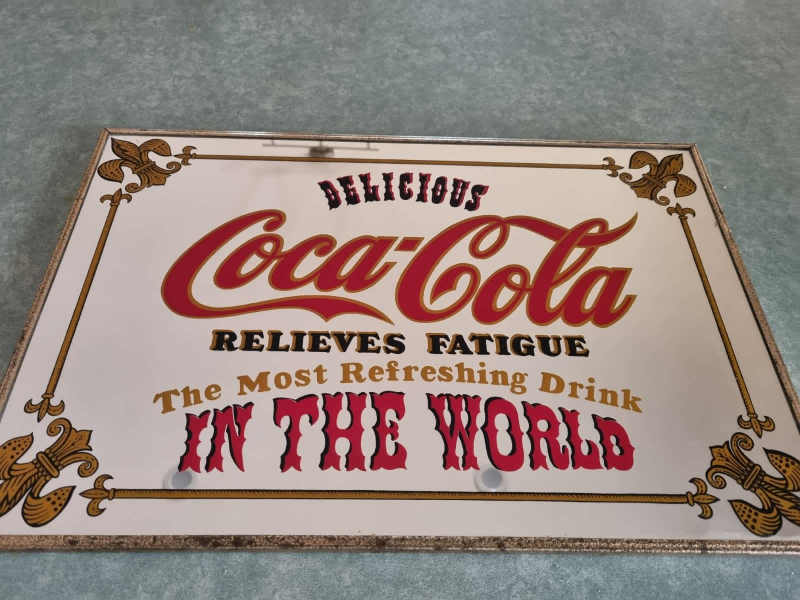 DELICIOUS
Coca-Cola
RELIEVES FATIGUE
The Most Refreshing Drink
IN THE WORLD